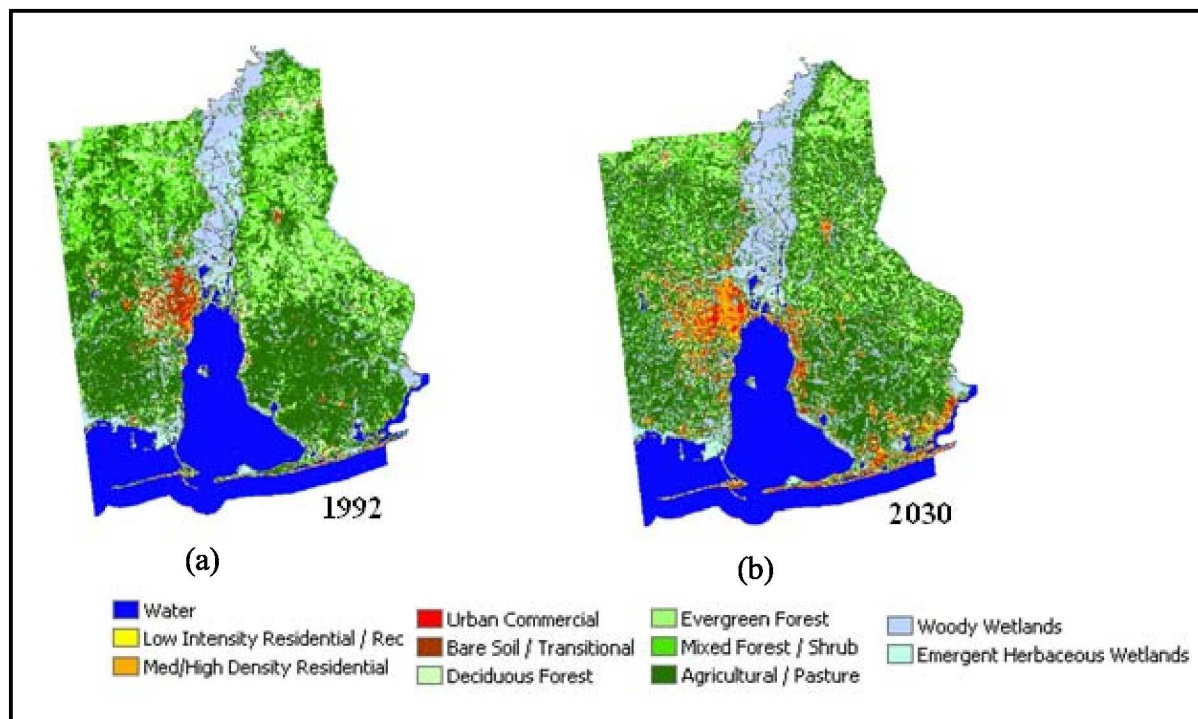 1992
2030
(a)
(b)
Water
Low Intensity Residential / Rec
Med/High Density Residential
Urban Commercial
Bare Soil / Transitional
Deciduous Forest
Evergreen Forest
Mixed Forest / Shrub
Agricultural / Pasture
Woody Wetlands
Emergent Herbaceous Wetlands